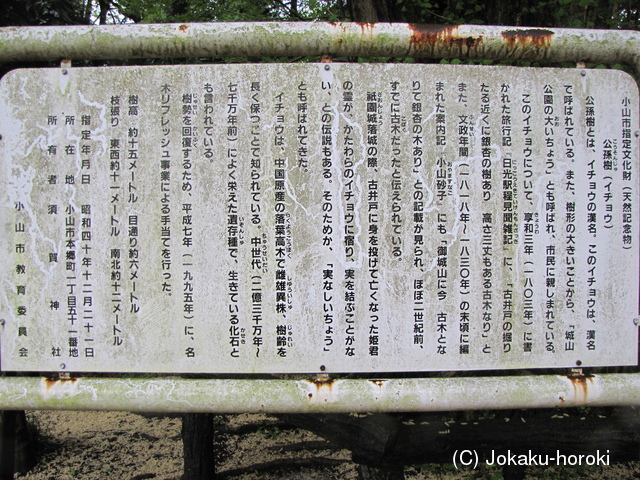 小山市指定文化財（天然記念物）
公孫樹（イチョウ）
公孫樹とは、イチョウの漢名。このイチョウは、漢名
で呼ばれている。また、樹形の大きいことから、「城山
公園の大いちょう」とも呼ばれ、市民に親しまれている。
このイチョウについて、享和三年（一八〇三年）に書
かれた旅行記「日光駅程見聞雑記」に、「古井戸の掘り
たる近くに銀杏の樹あり　高さ三丈もある古木なり」と
また、文政年間（一八一八年～一八三〇年）の末頃に編
まれた案内記「小山砂子」にも「御城山に今　古木とな
りて銀杏の木あり」との記載が見られ、ほぼ二世紀前、
すでに古木だったと伝えられている。
祇園城落城の際、古井戸に身を投げて亡くなった姫君
の霊が、かたわらのイチョウに宿り、実を結ぶことがな
い、との伝説もある。そのためか、「実なしいちょう」
とも呼ばれてきた。
イチョウは、中国原産の落葉高木で雌雄異株、樹齢を
長く保つことで知られている。中世代（二億三千万年～
七千万年前）によく栄えた遺存種で、生きている化石と
も言われている。
樹勢を回復するため、平成七年（一九九五年）に、名
木リフレッシュ事業による手当てを行った。
樹高　約十五メートル　目通り約六メートル
枝張り　東西約十一メートル　南北約十二メートル
指定年月日　昭和四十年十二月二十一日
所在地　小山市本郷町一丁目五十一番地
所有者　須賀神社
小山市教育委員会
(C) Jokaku-horoki